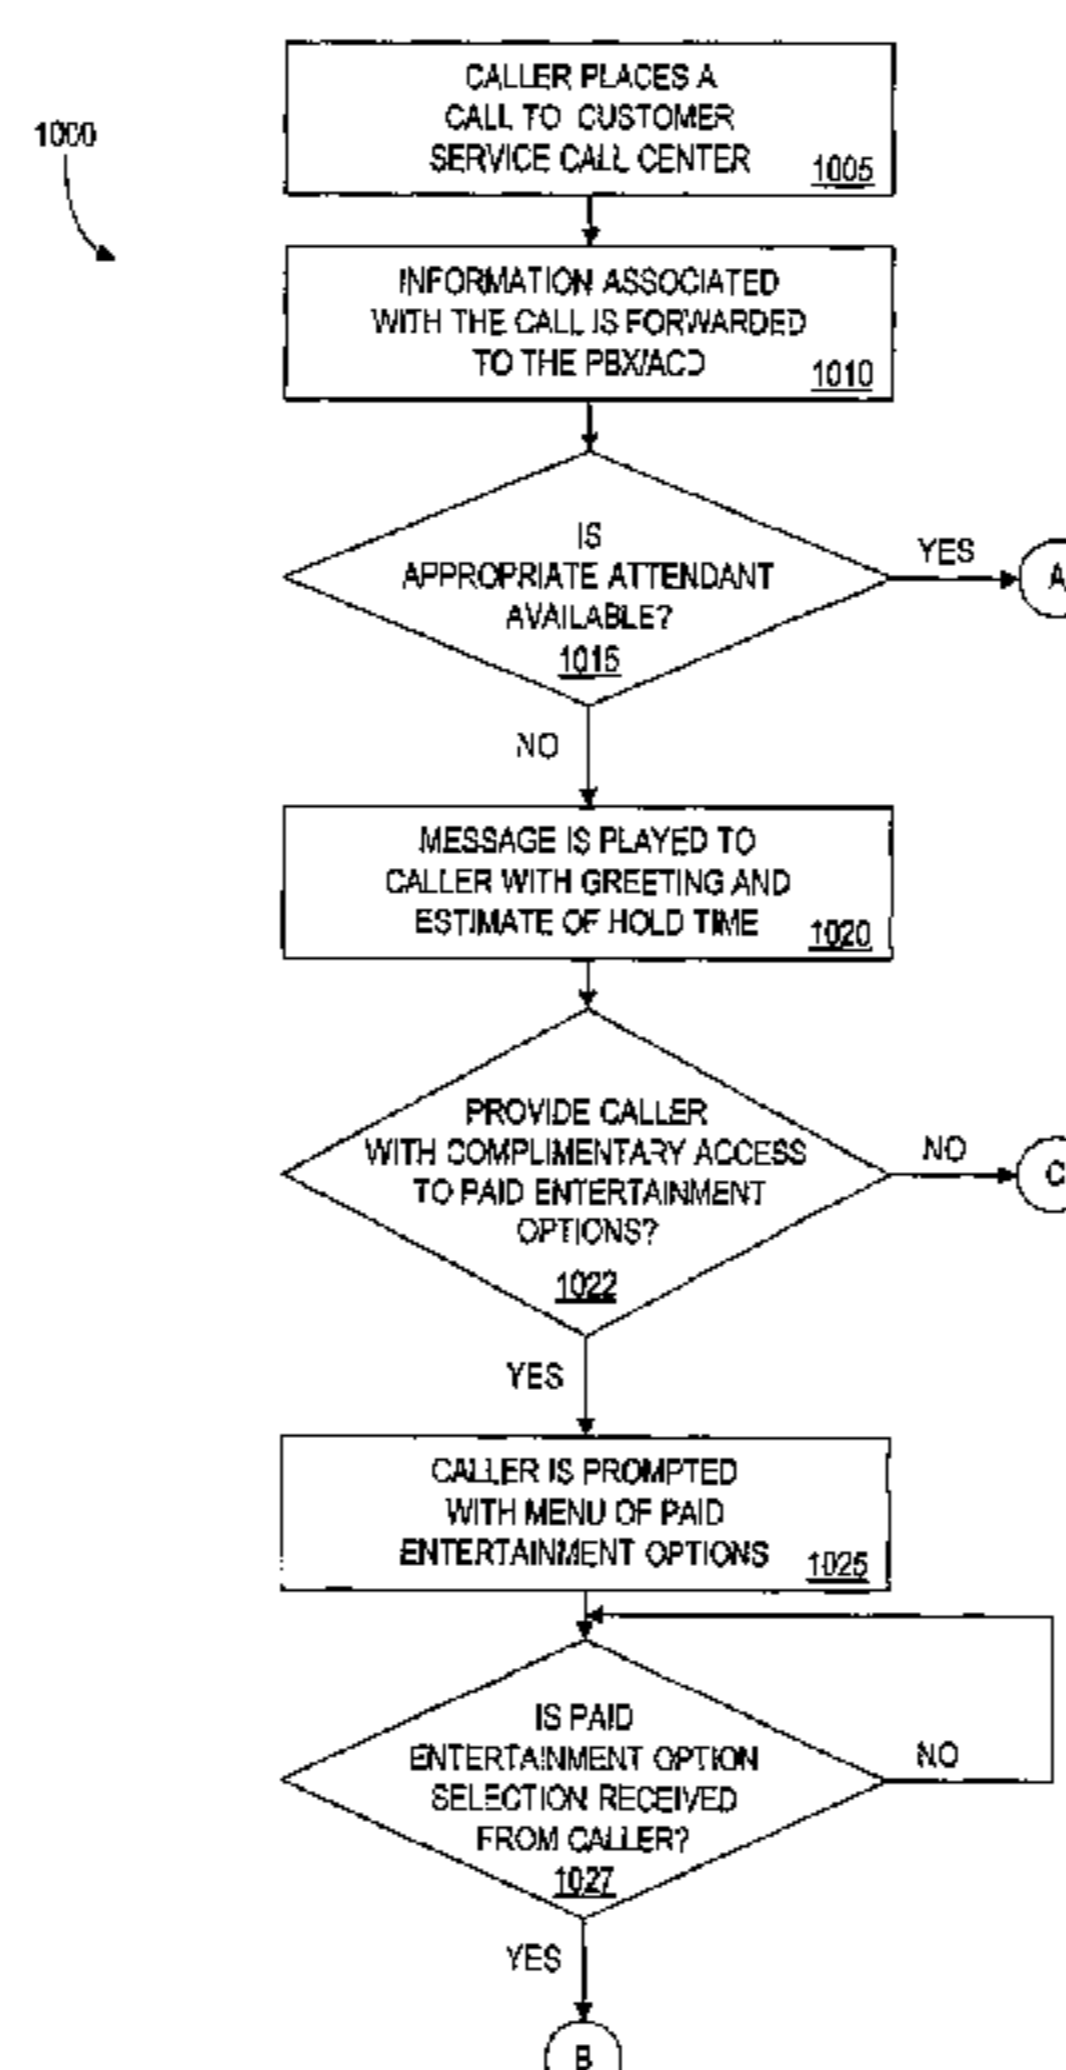 1000
CALLER PLACES A
CALL TO CUSTOMER
SERVICE CALL CENTER
1005
INFORMATION ASSOCIATED
WITH THE CALL IS FORWARDED
TO THE PBX/ACD
1010
IS
APPROPRIATE ATTENDANT
AVAILABLE?
1015
YES
A
NO
MESSAGE IS PLAYED TO
CALLER WITH GREETING AND
ESTIMATE OF HOLD TIME
1020
PROVIDE CALLER
WITH COMPLIMENTARY ACCESS
TO PAID ENTERTAINMENT
OPTIONS?
1022
NO
C
YES
CALLER IS PROMPTED
WITH MENU OF PAID
ENTERTAINMENT OPTIONS
1025
IS PAID
ENTERTAINMENT OPTION
SELECTION RECEIVED
FROM CALLER?
1027
NO
YES
B